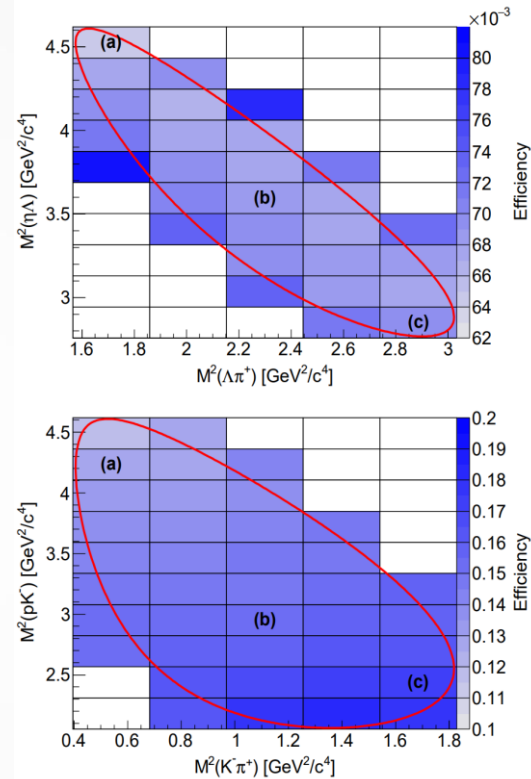 ×10⁻³
M²(ηΛ) [GeV²/c⁴]
4.5
4
3.5
3
(a)
(b)
(c)
1.6 1.8 2 2.2 2.4 2.6 2.8 3
M²(Λπ⁺) [GeV²/c⁴]
80
78
76
74
72
70
68
66
64
62
Efficiency
M²(pK⁻) [GeV²/c⁴]
4.5
4
3.5
3
2.5
(a)
(b)
(c)
0.4 0.6 0.8 1 1.2 1.4 1.6 1.8
M²(K⁻π⁺) [GeV²/c⁴]
0.2
0.19
0.18
0.17
0.16
0.15
0.14
0.13
0.12
0.11
0.1
Efficiency